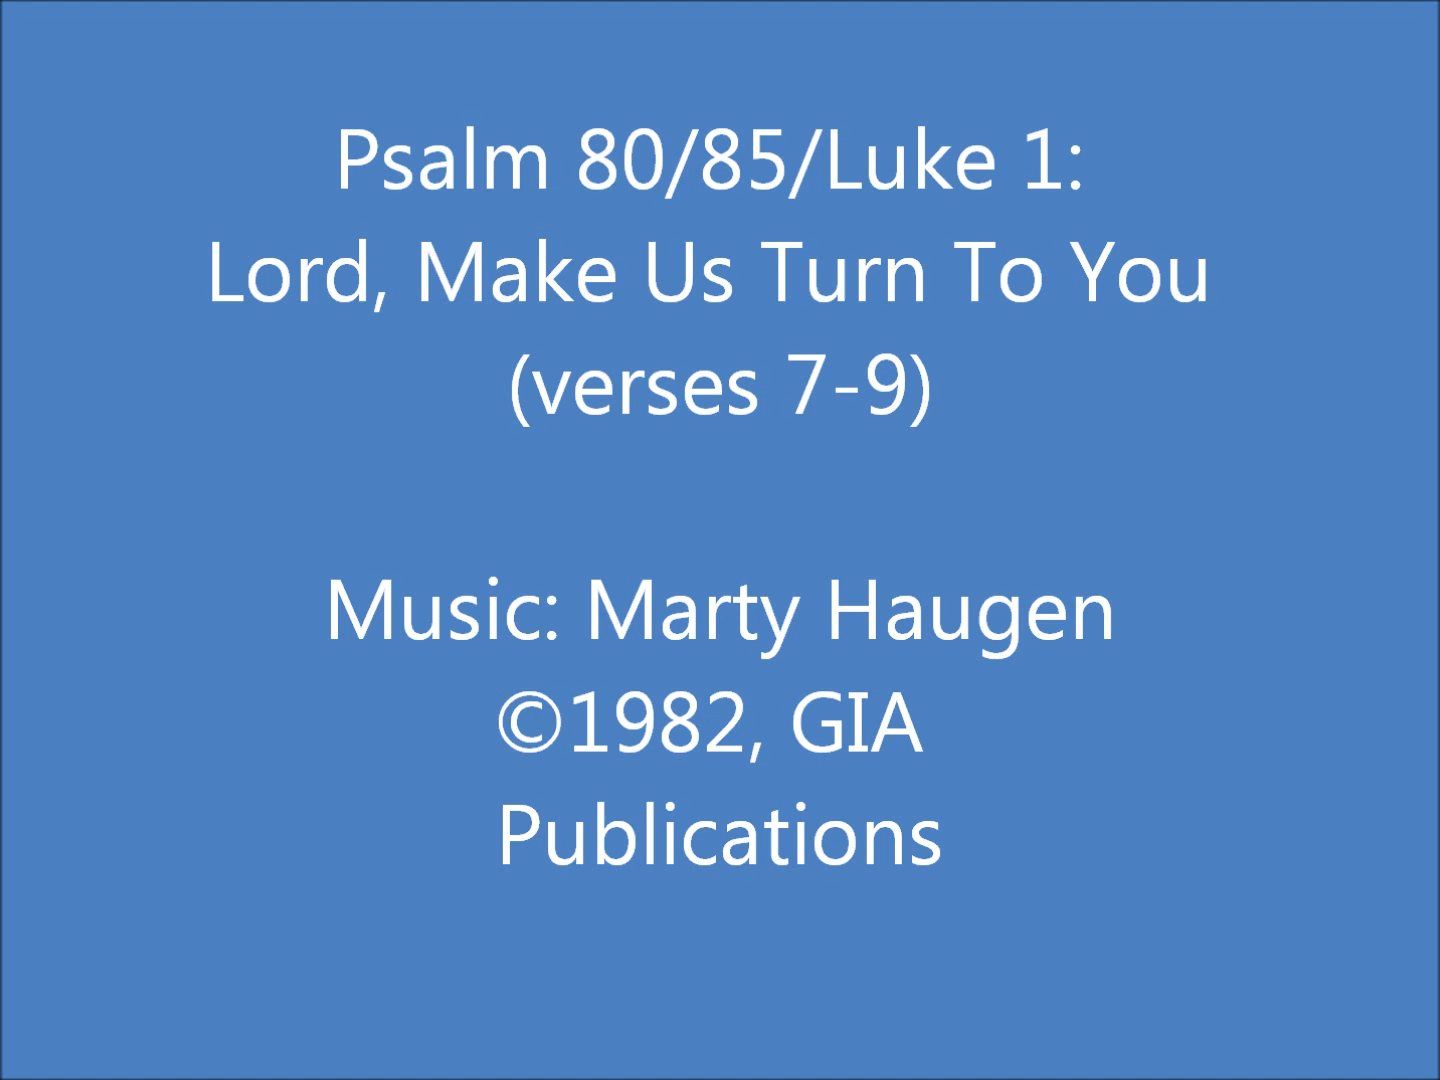 Psalm 80/85/Luke 1:
Lord, Make Us Turn To You
(verses 7-9)
Music: Marty Haugen
©1982, GIA
Publications